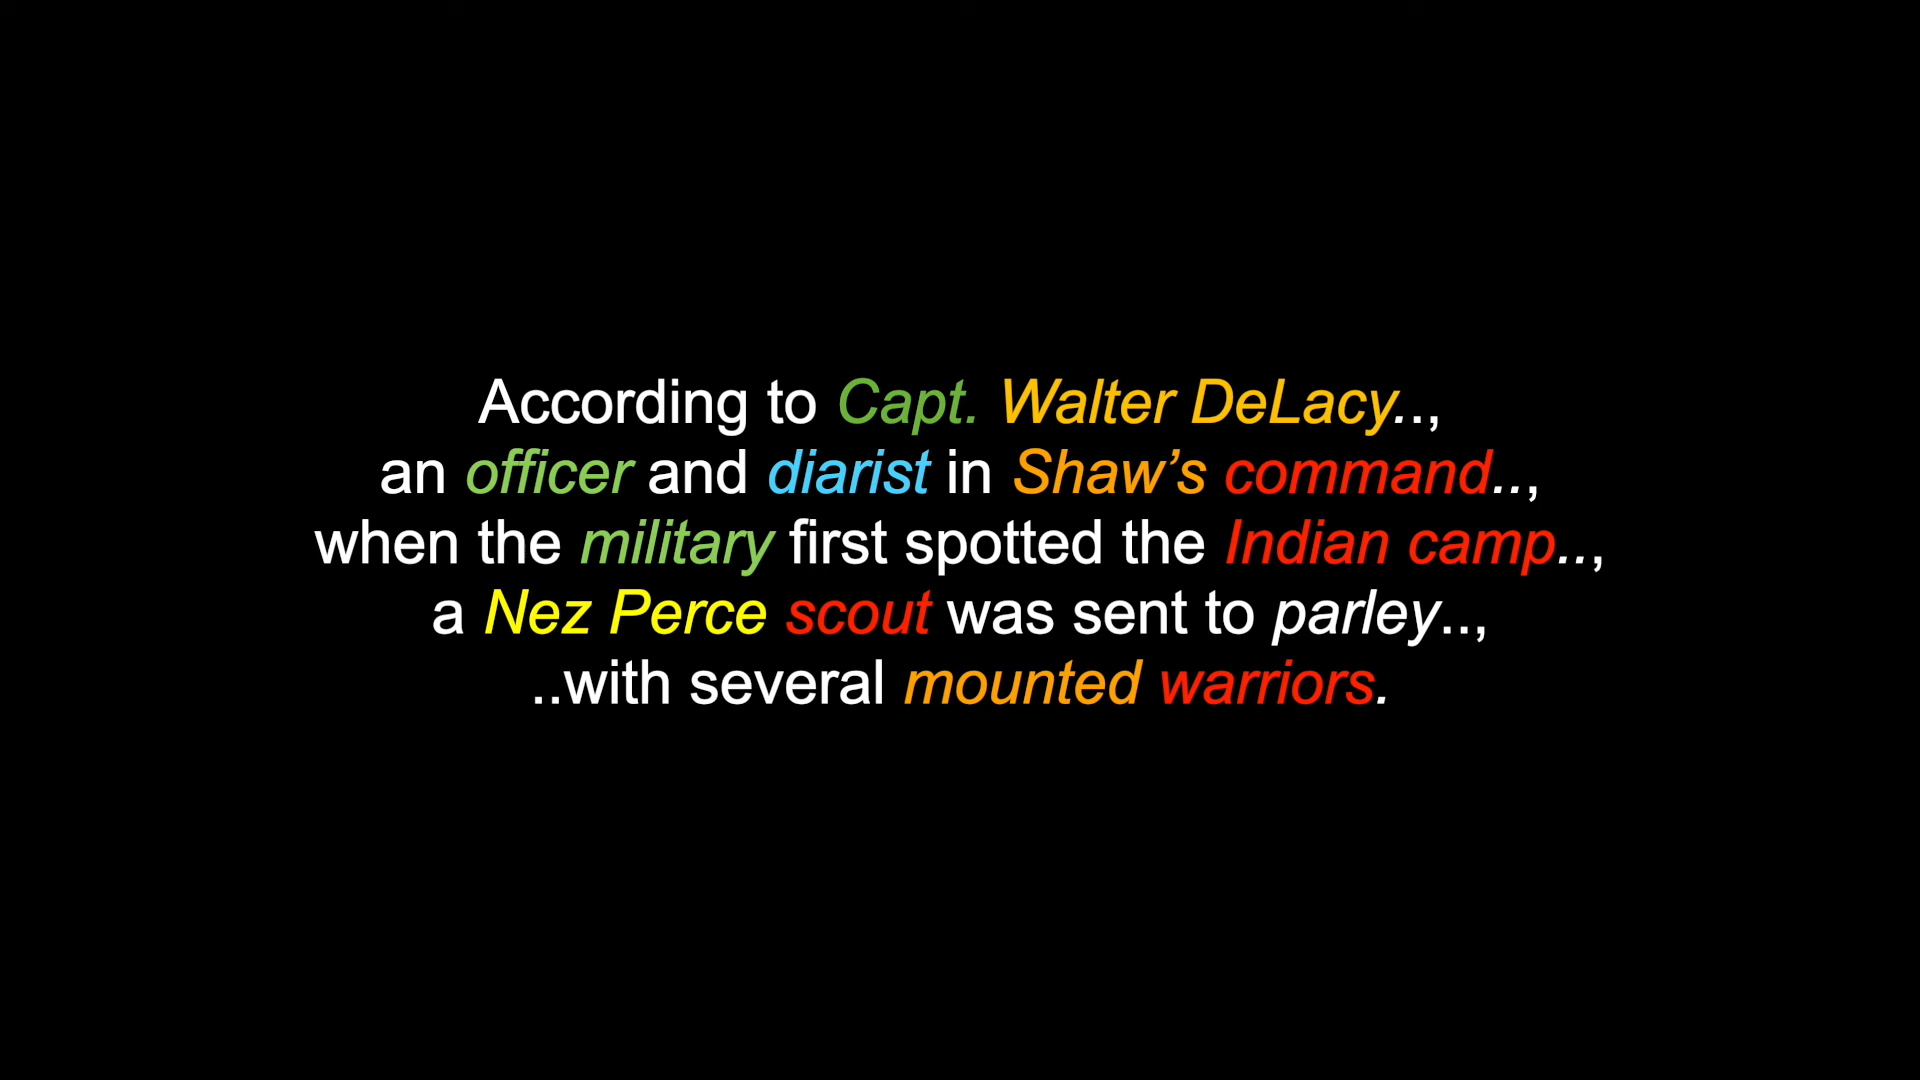 According to Capt. Walter DeLacy..,
an officer and diarist in Shaw’s command..,
when the military first spotted the Indian camp..,
a Nez Perce scout was sent to parley..,
..with several mounted warriors.